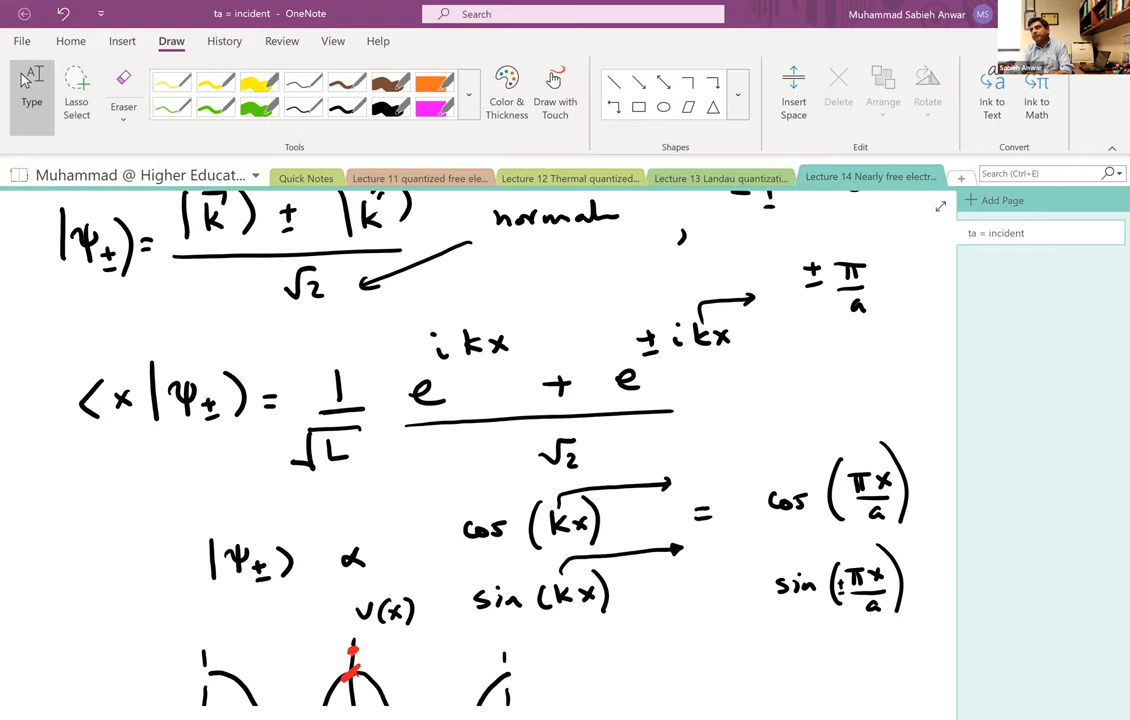 ta = incident - OneNote
Search
Muhammad Sabieh Anwar MS
Sabieh Anwar
File Home Insert Draw History Review View Help
Type
Lasso Select
Eraser
Color & Thickness
Draw with Touch
Insert Space
Delete
Arrange
Rotate
Ink to Text
Ink to Math
Tools
Shapes
Edit
Convert
Muhammad @ Higher Educat...
Quick Notes
Lecture 11 quantized free ele...
Lecture 12 Thermal quantized...
Lecture 13 Landau quantizati...
Lecture 14 Nearly free electr...
Search (Ctrl+E)
Add Page
ta = incident
|ψ±⟩ = |k⟩ ± |k''⟩ / √2
normal
,
± π/a
⟨x|ψ±⟩ = 1/√L e^{ikx} + e^{±ikx} / √2
cos (kx) = cos (πx/a)
|ψ±⟩ ∝
sin (kx) sin (±πx/a)
V(x)